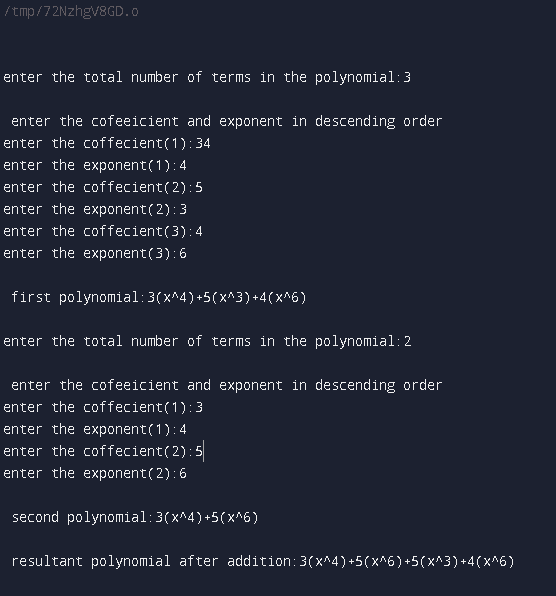 /tmp/72NzhgV8GD.o
enter the total number of terms in the polynomial:3
enter the cofeeicient and exponent in descending order
enter the coffecient(1):34
enter the exponent(1):4
enter the coffecient(2):5
enter the exponent(2):3
enter the coffecient(3):4
enter the exponent(3):6
first polynomial:3(x^4)+5(x^3)+4(x^6)
enter the total number of terms in the polynomial:2
enter the cofeeicient and exponent in descending order
enter the coffecient(1):3
enter the exponent(1):4
enter the coffecient(2):5
enter the exponent(2):6
second polynomial:3(x^4)+5(x^6)
resultant polynomial after addition:3(x^4)+5(x^6)+5(x^3)+4(x^6)